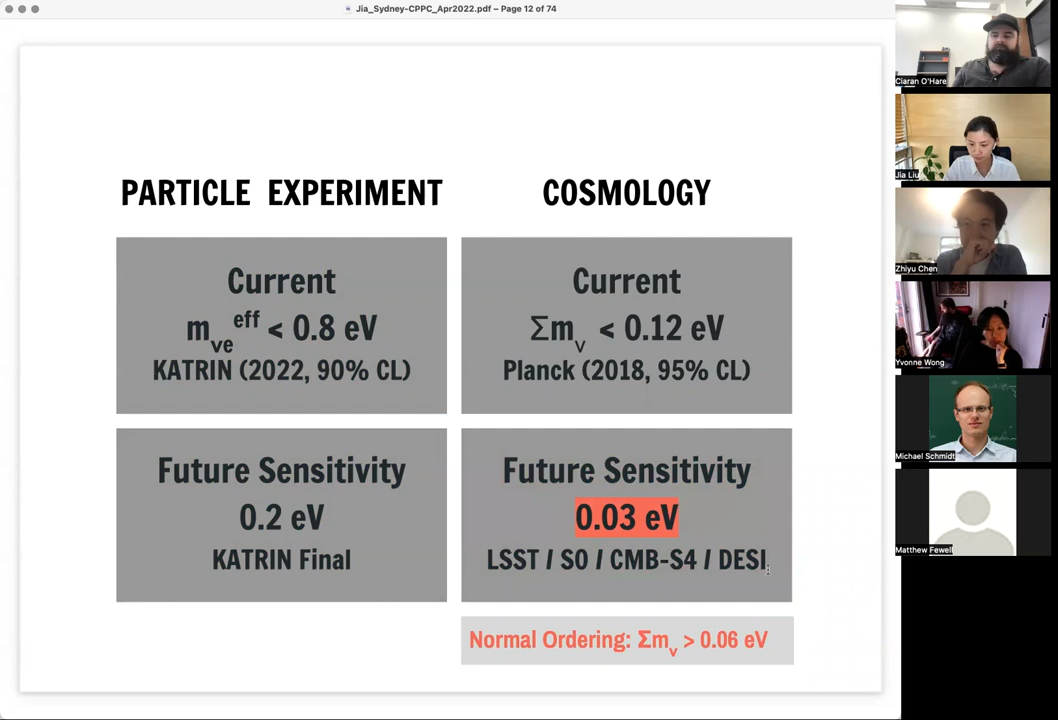 Jia_Sydney-CPPC_Apr2022.pdf – Page 12 of 74
PARTICLE EXPERIMENT
COSMOLOGY
Current
mνe^eff < 0.8 eV
KATRIN (2022, 90% CL)
Current
Σmν < 0.12 eV
Planck (2018, 95% CL)
Future Sensitivity
0.2 eV
KATRIN Final
Future Sensitivity
0.03 eV
LSST / SO / CMB-S4 / DESI
Normal Ordering: Σmν > 0.06 eV
Ciaran O'Hare
Jia Liu
Zhiyu Chen
Yvonne Wong
Michael Schmidt
Matthew Fewell